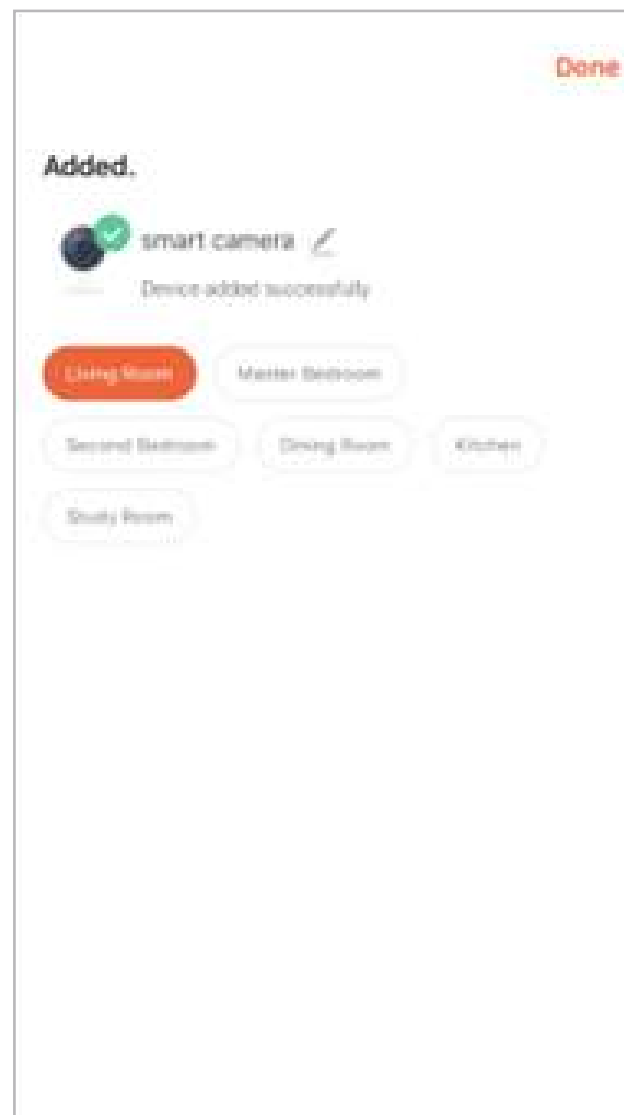 Done
Added.
smart camera
Device added successfully
Living Room Master Bedroom
Second Bedroom Dining Room Kitchen
Study Room